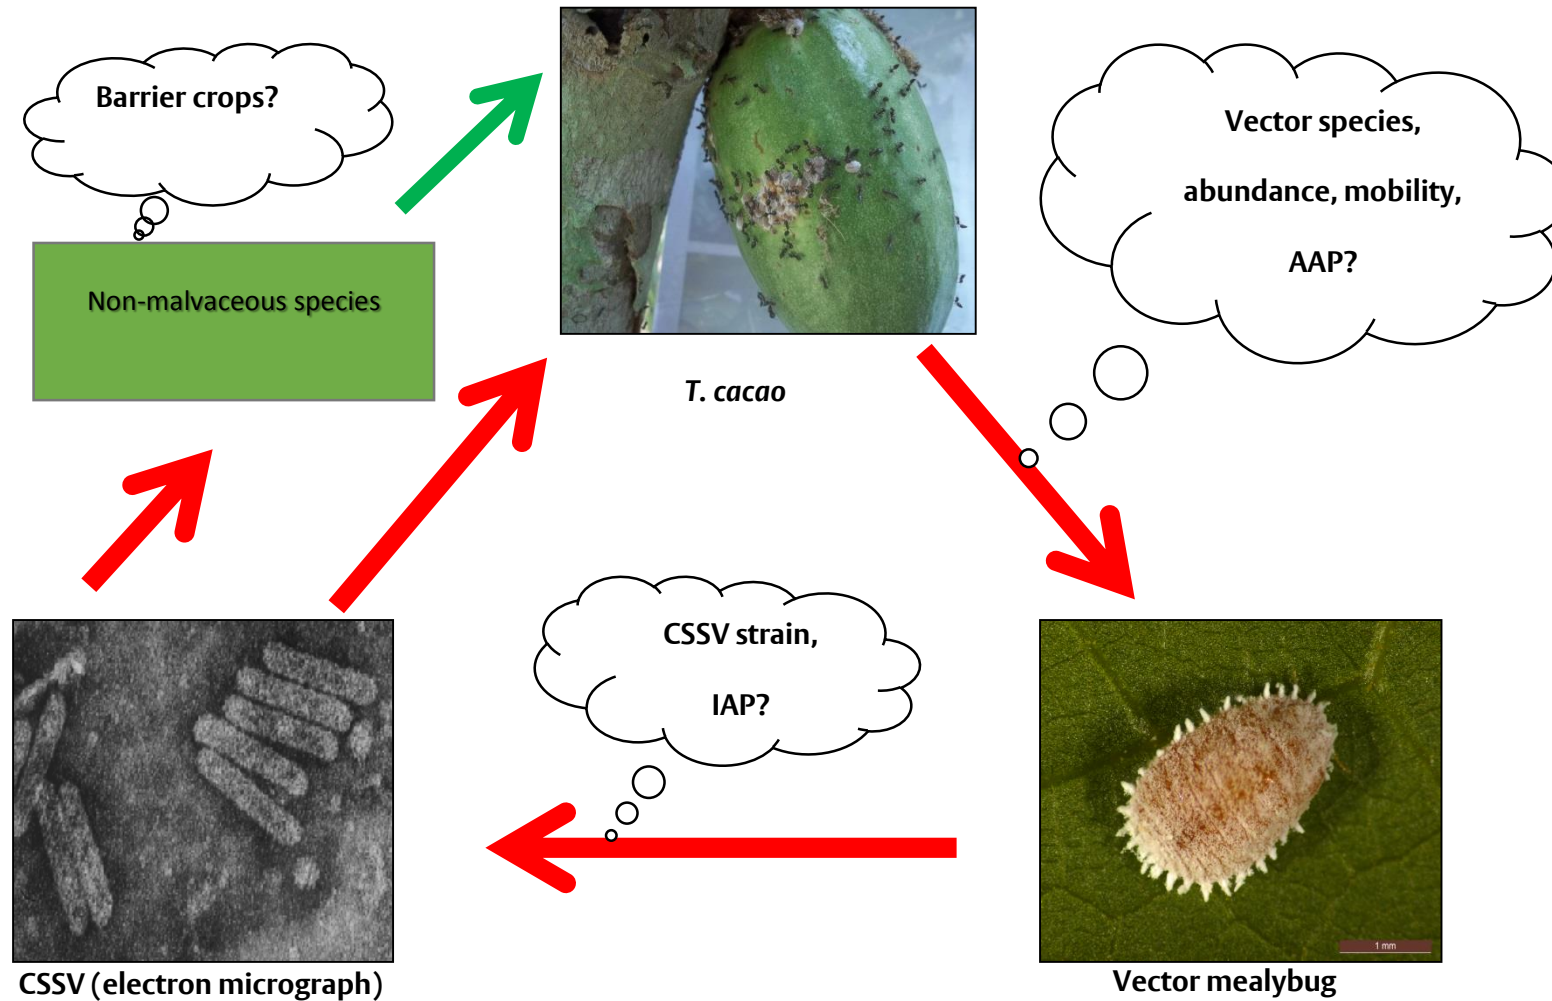 Barrier crops?
Non-malvaceous species
T. cacao
Vector species,
abundance, mobility,
AAP?
CSSV strain,
IAP?
1 mm
CSSV (electron micrograph)
Vector mealybug